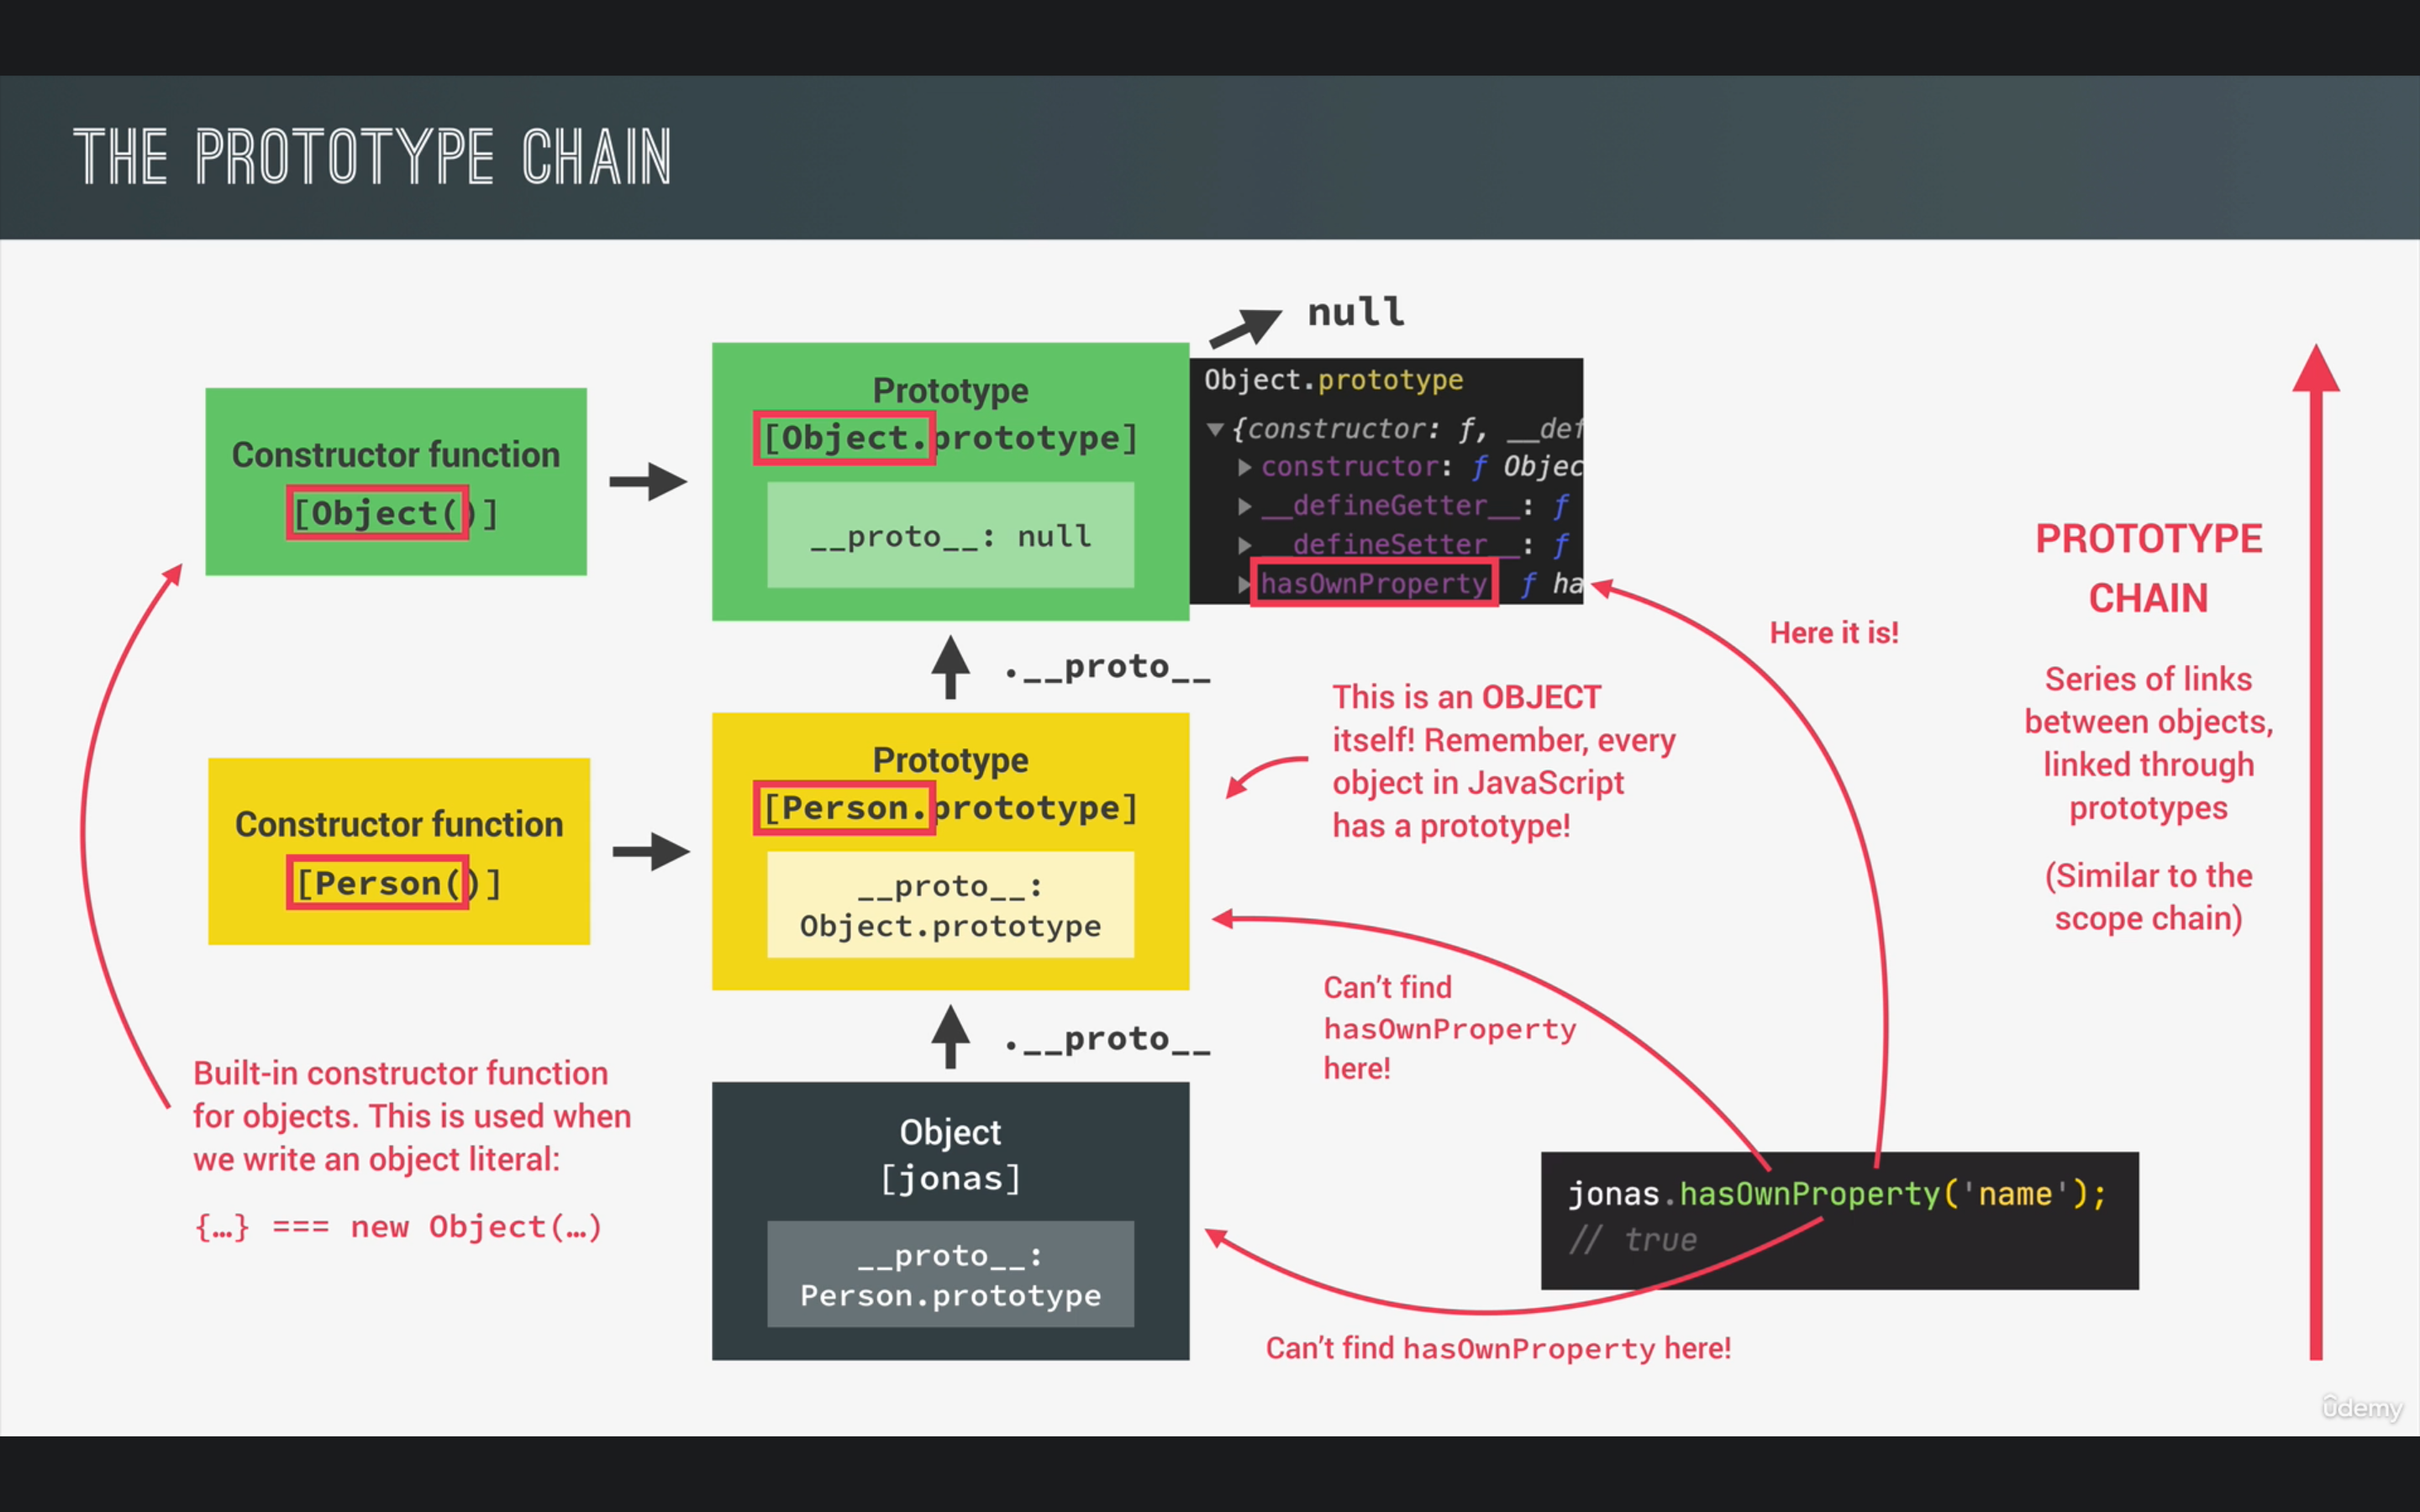 THE PROTOTYPE CHAIN
null
Constructor function
[Object()]
Prototype
[Object.prototype]
__proto__: null
Object.prototype
{constructor: ƒ, __def
constructor: ƒ Objec
__defineGetter__: ƒ
__defineSetter__: ƒ
hasOwnProperty ƒ ha
Here it is!
.__proto__
Constructor function
[Person()]
Prototype
[Person.prototype]
__proto__:
Object.prototype
This is an OBJECT
itself! Remember, every
object in JavaScript
has a prototype!
PROTOTYPE
CHAIN
Series of links
between objects,
linked through
prototypes
(Similar to the
scope chain)
.__proto__
Can’t find
hasOwnProperty
here!
Built-in constructor function
for objects. This is used when
we write an object literal:
{…} === new Object(…)
Object
[jonas]
__proto__:
Person.prototype
jonas.hasOwnProperty('name');
// true
Can’t find hasOwnProperty here!
ûdemy